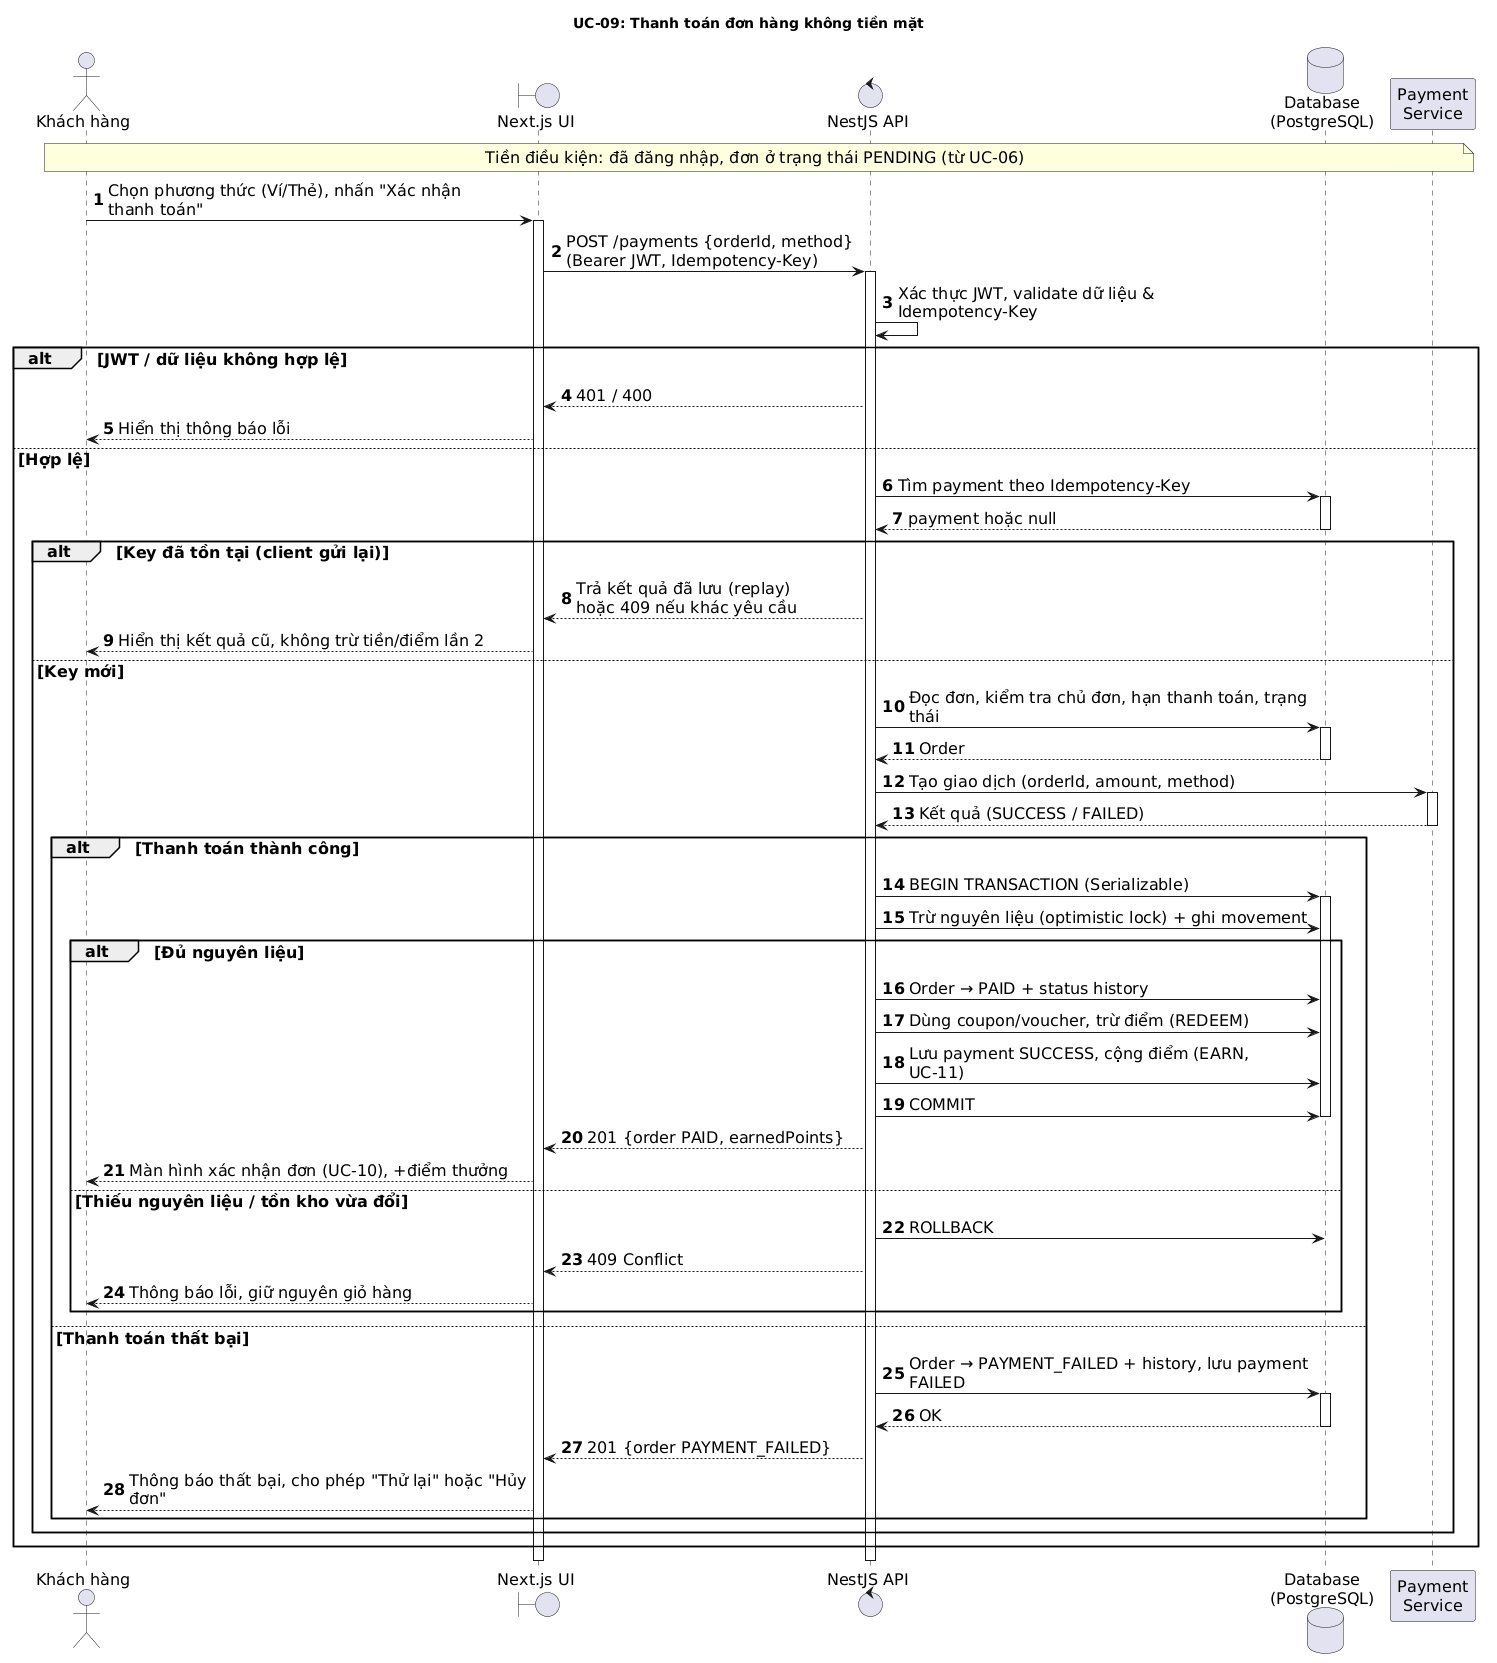 UC-09: Thanh toán đơn hàng không tiền mặt
Khách hàng
Next.js UI
NestJS API
Database
(PostgreSQL)
Payment
Service
Tiền điều kiện: đã đăng nhập, đơn ở trạng thái PENDING (từ UC-06)
1 Chọn phương thức (Ví/Thẻ), nhấn "Xác nhận
thanh toán"
2 POST /payments {orderId, method}
(Bearer JWT, Idempotency-Key)
3 Xác thực JWT, validate dữ liệu &
Idempotency-Key
alt [JWT / dữ liệu không hợp lệ]
4 401 / 400
5 Hiển thị thông báo lỗi
[Hợp lệ]
6 Tìm payment theo Idempotency-Key
7 payment hoặc null
alt [Key đã tồn tại (client gửi lại)]
8 Trả kết quả đã lưu (replay)
hoặc 409 nếu khác yêu cầu
9 Hiển thị kết quả cũ, không trừ tiền/điểm lần 2
[Key mới]
10 Đọc đơn, kiểm tra chủ đơn, hạn thanh toán, trạng
thái
11 Order
12 Tạo giao dịch (orderId, amount, method)
13 Kết quả (SUCCESS / FAILED)
alt [Thanh toán thành công]
14 BEGIN TRANSACTION (Serializable)
15 Trừ nguyên liệu (optimistic lock) + ghi movement
alt [Đủ nguyên liệu]
16 Order → PAID + status history
17 Dùng coupon/voucher, trừ điểm (REDEEM)
18 Lưu payment SUCCESS, cộng điểm (EARN,
UC-11)
19 COMMIT
20 201 {order PAID, earnedPoints}
21 Màn hình xác nhận đơn (UC-10), +điểm thưởng
[Thiếu nguyên liệu / tồn kho vừa đổi]
22 ROLLBACK
23 409 Conflict
24 Thông báo lỗi, giữ nguyên giỏ hàng
[Thanh toán thất bại]
25 Order → PAYMENT_FAILED + history, lưu payment
FAILED
26 OK
27 201 {order PAYMENT_FAILED}
28 Thông báo thất bại, cho phép "Thử lại" hoặc "Hủy
đơn"
Khách hàng
Next.js UI
NestJS API
Database
(PostgreSQL)
Payment
Service